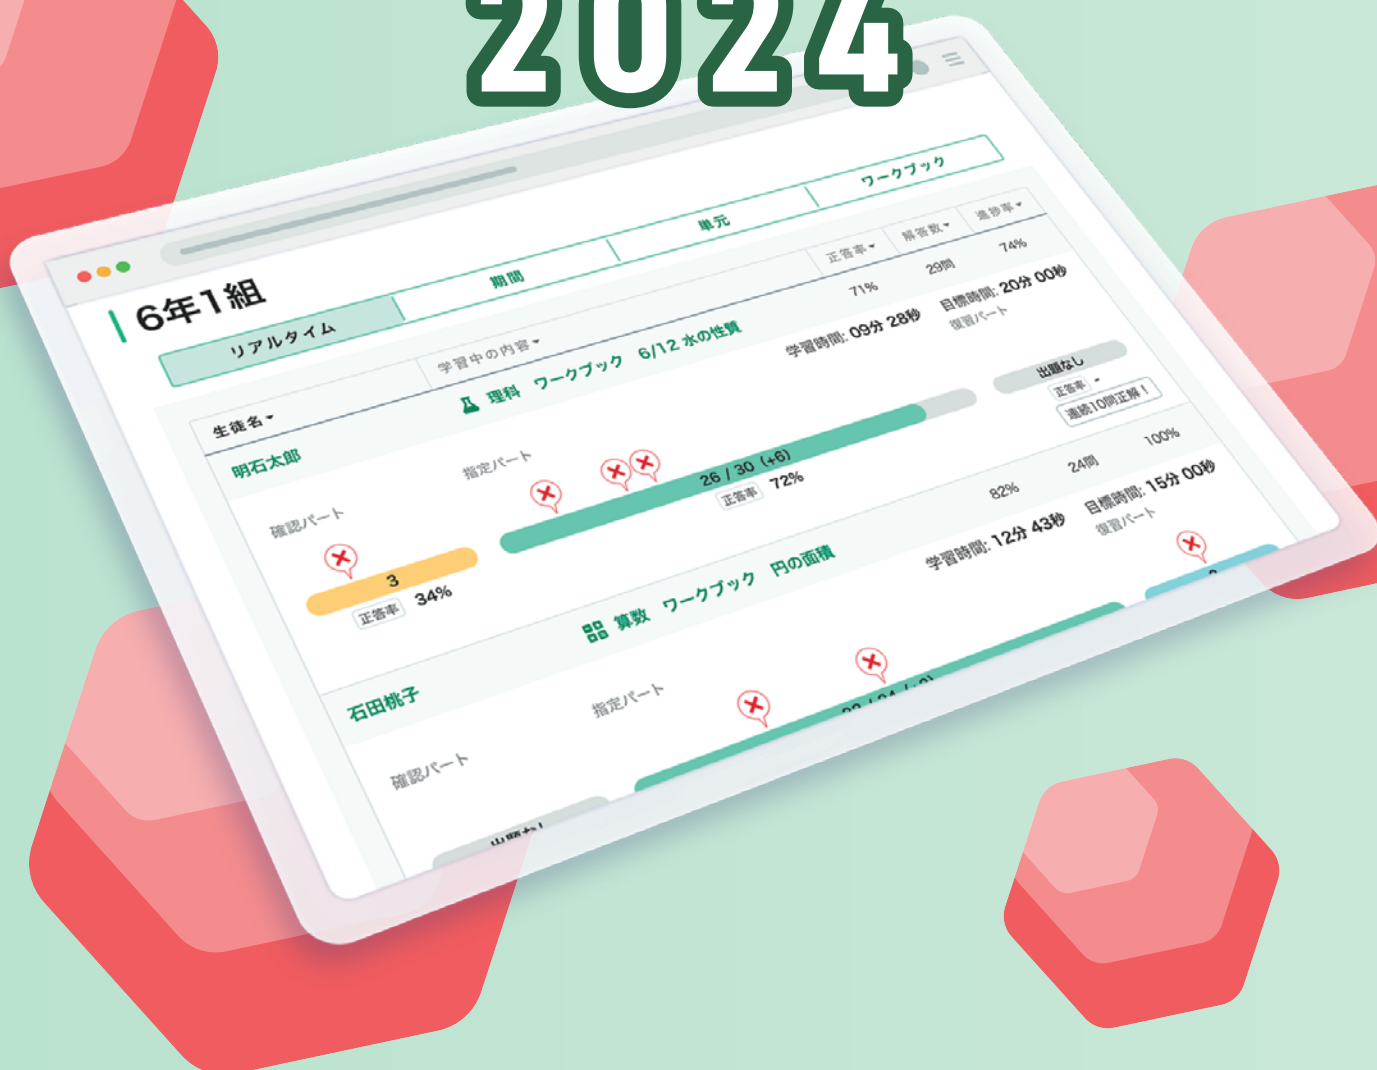 2024
6年1組
リアルタイム 期間 単元 ワークブック
生徒名 学習中の内容 正答率 解答数 進捗率
明石太郎 理科 ワークブック 6/12 水の性質 71% 29問 74%
学習時間: 09分 28秒 目標時間: 20分 00秒
確認パート 指定パート 復習パート
3 26 / 30 (+6) 出題なし
正答率 34% 正答率 72% 正答率 -
連続10問正解!
石田桃子 算数 ワークブック 円の面積 82% 24問 100%
学習時間: 12分 43秒 目標時間: 15分 00秒
確認パート 指定パート 復習パート